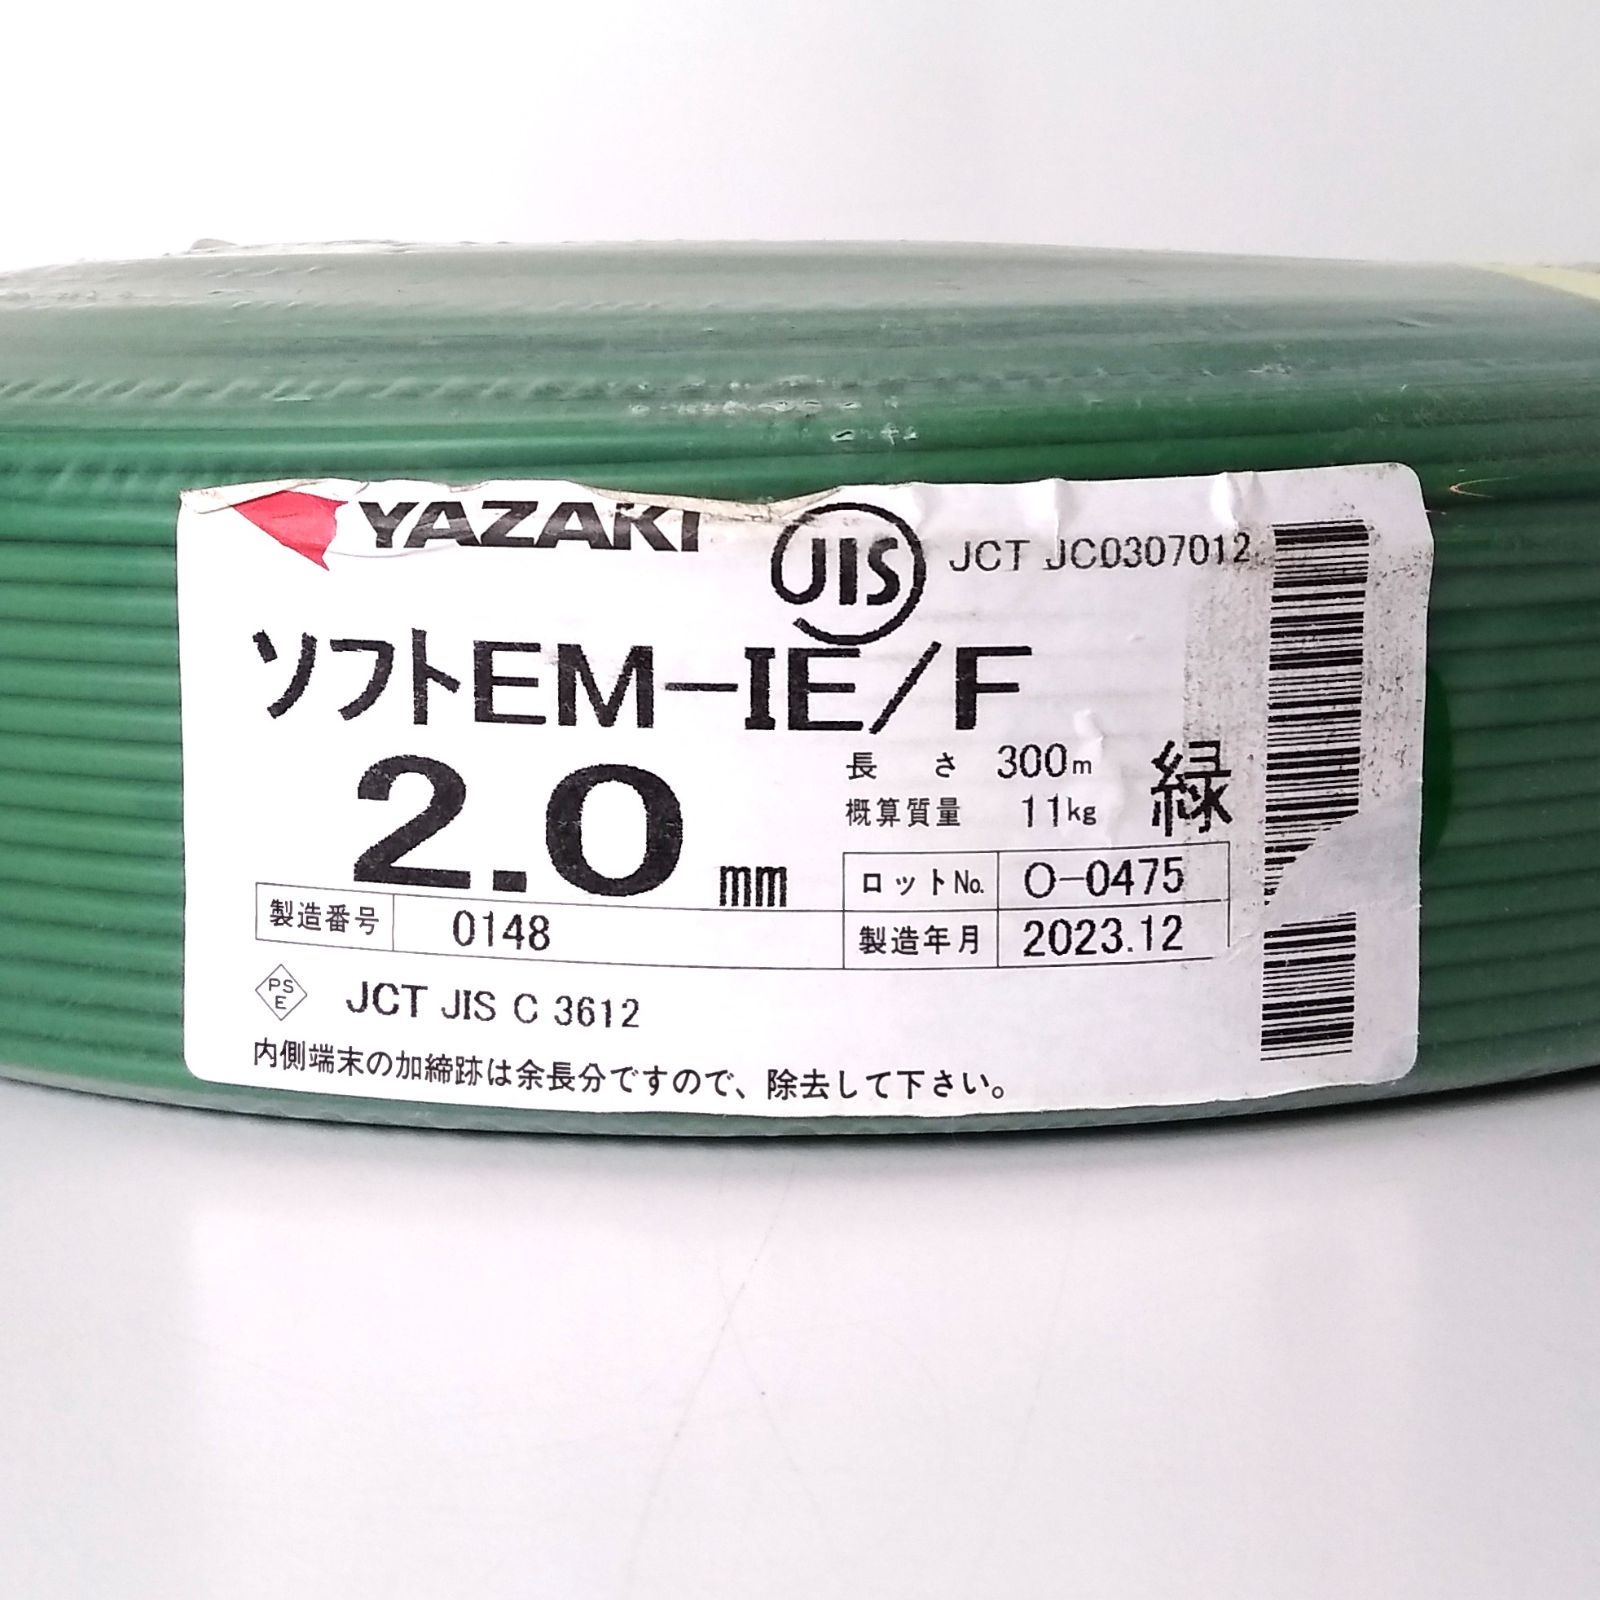 YAZAKI JIS JCT JC0307012
ソフトEM-IE/F
2.0mm
長さ 300m
概算質量 11kg
緑
ロットNo. O-0475
製造番号 0148 製造年月 2023.12
PSE JCT JIS C 3612
内側端末の加締跡は余長分ですので、除去して下さい。